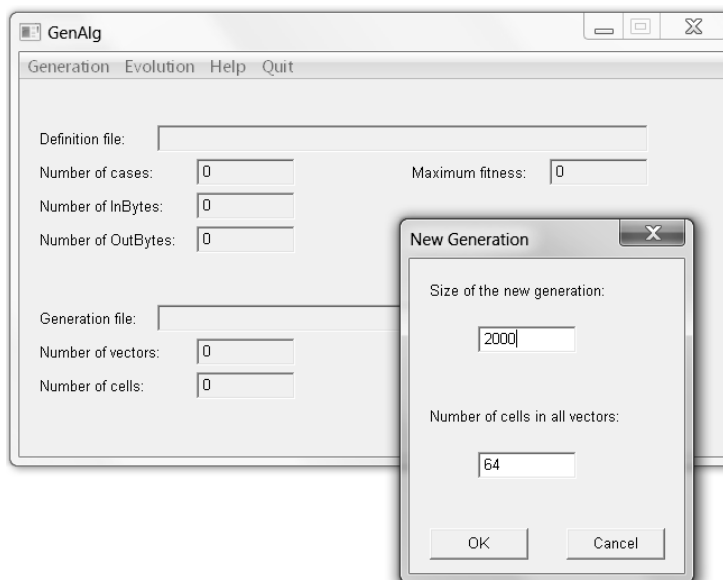 GenAlg
Generation Evolution Help Quit
Definition file:
Number of cases: 0 Maximum fitness: 0
Number of InBytes: 0
Number of OutBytes: 0
Generation file:
Number of vectors: 0
Number of cells: 0
New Generation
Size of the new generation:
2000
Number of cells in all vectors:
64
OK Cancel